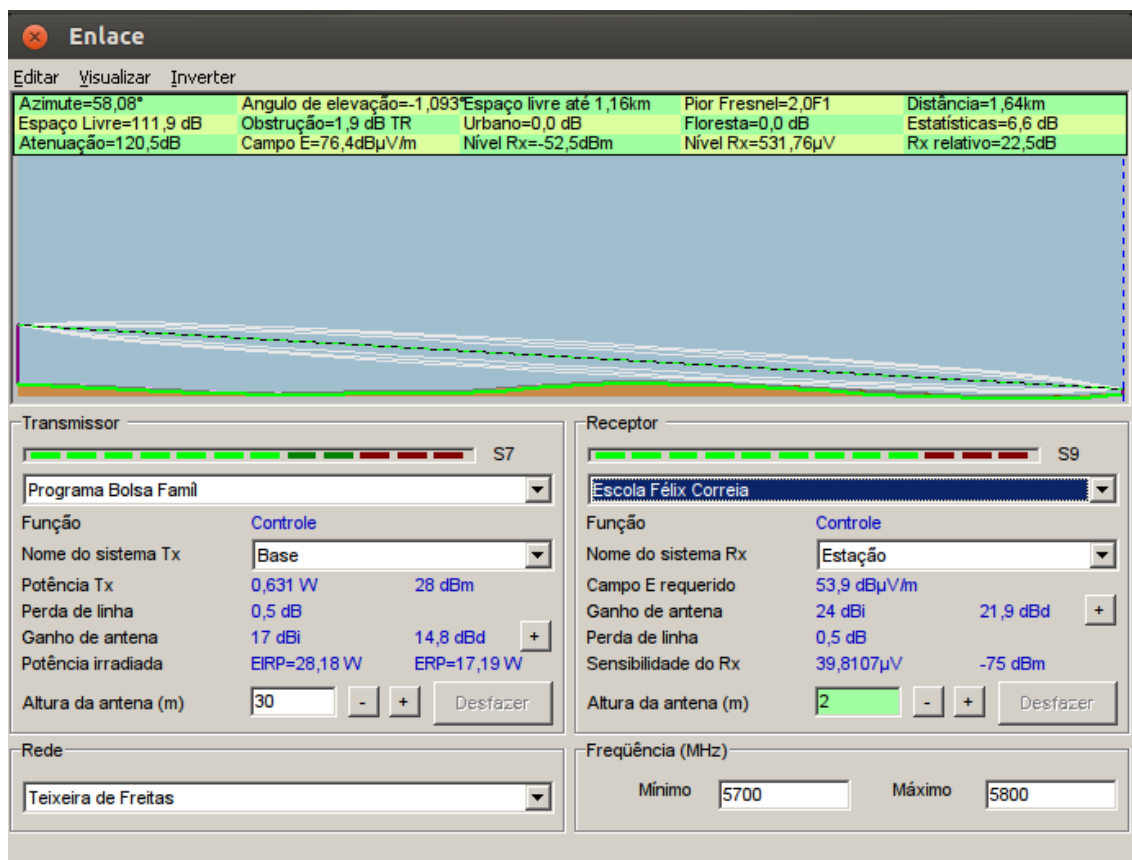 Enlace
Editar Visualizar Inverter
Azimute=58,08° Angulo de elevação=-1,093° Espaço livre até 1,16km Pior Fresnel=2,0F1 Distância=1,64km
Espaço Livre=111,9 dB Obstrução=1,9 dB TR Urbano=0,0 dB Floresta=0,0 dB Estatísticas=6,6 dB
Atenuação=120,5dB Campo E=76,4dBµV/m Nível Rx=-52,5dBm Nível Rx=531,76µV Rx relativo=22,5dB
Transmissor
S7
Programa Bolsa Famíl
Função Controle
Nome do sistema Tx Base
Potência Tx 0,631 W 28 dBm
Perda de linha 0,5 dB
Ganho de antena 17 dBi 14,8 dBd +
Potência irradiada EIRP=28,18 W ERP=17,19 W
Altura da antena (m) 30 - + Desfazer
Receptor
S9
Escola Félix Correia
Função Controle
Nome do sistema Rx Estação
Campo E requerido 53,9 dBµV/m
Ganho de antena 24 dBi 21,9 dBd +
Perda de linha 0,5 dB
Sensibilidade do Rx 39,8107µV -75 dBm
Altura da antena (m) 2 - + Desfazer
Rede
Teixeira de Freitas
Freqüência (MHz)
Mínimo 5700 Máximo 5800